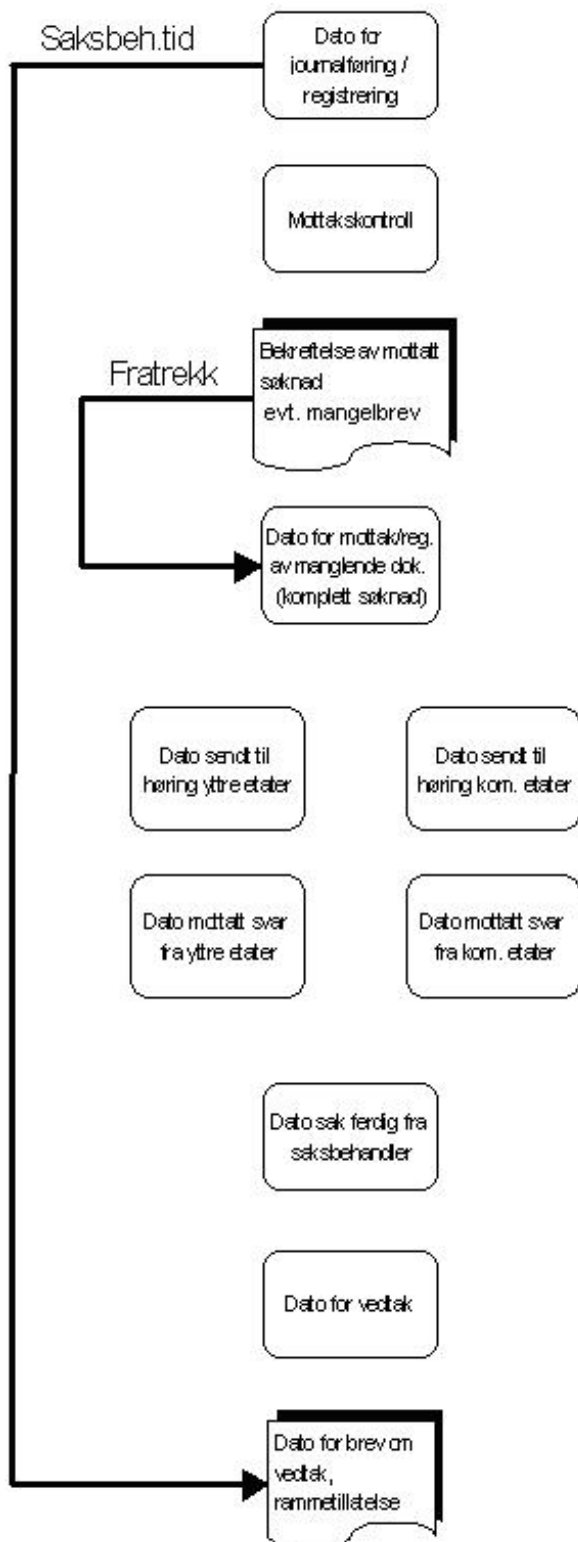 Saksbeh.tid
Dato for
journalføring /
registrering
Mottakskontroll
Fratrekk
Bekreftelse av mottatt
søknad
evt. mangelbrev
Dato for mottak/reg.
av manglende dok.
(komplett søknad)
Dato sendt til
høring yttre etater
Dato sendt til
høring kom. etater
Dato mottatt svar
fra yttre etater
Dato mottatt svar
fra kom. etater
Dato sak ferdig fra
saksbehandler
Dato for vedtak
Dato for brev om
vedtak,
rammetillatelse